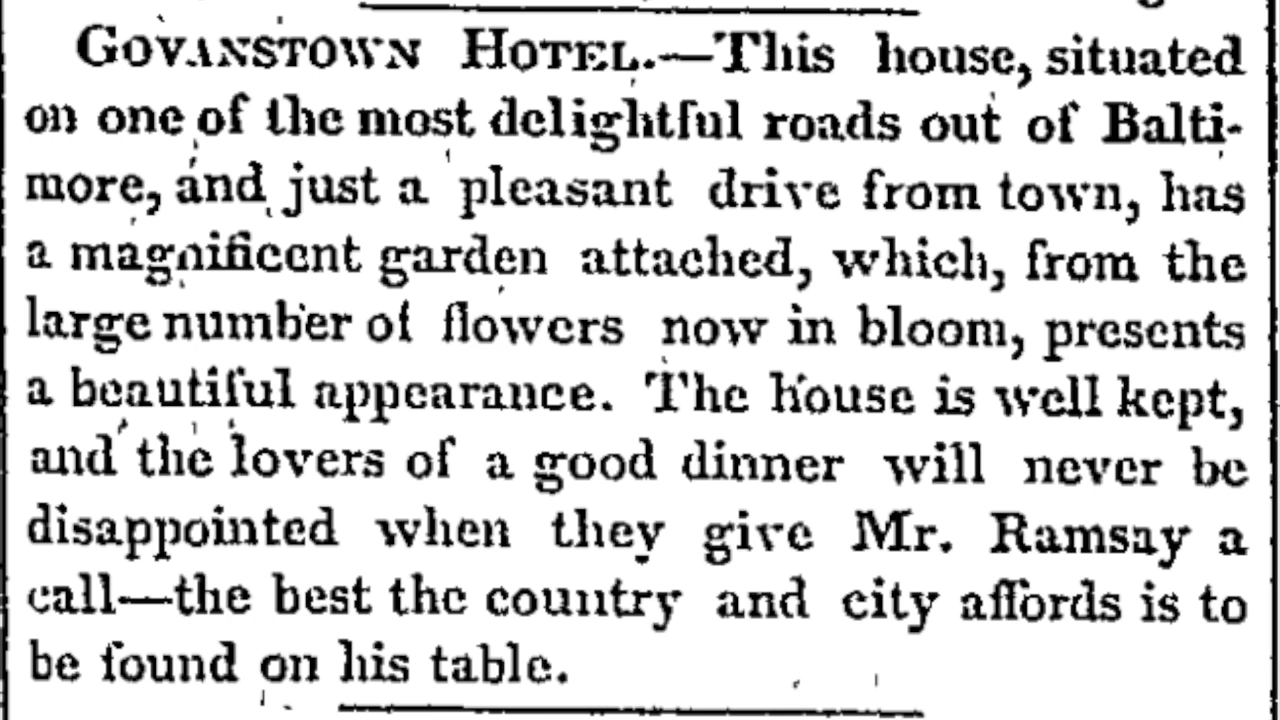 GOVANSTOWN HOTEL.—This house, situated
on one of the most delightful roads out of Balti-
more, and just a pleasant drive from town, has
a magnificent garden attached, which, from the
large number of flowers now in bloom, presents
a beautiful appearance. The house is well kept,
and the lovers of a good dinner will never be
disappointed when they give Mr. Ramsay a
call—the best the country and city affords is to
be found on his table.